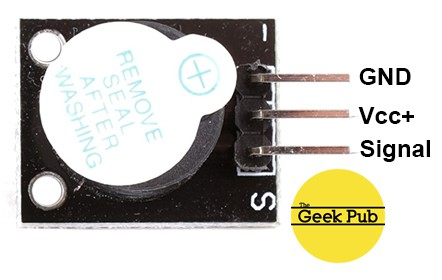 REMOVE
SEAL
AFTER
WASHING
+
-
S
GND
Vcc+
Signal
The
Geek Pub